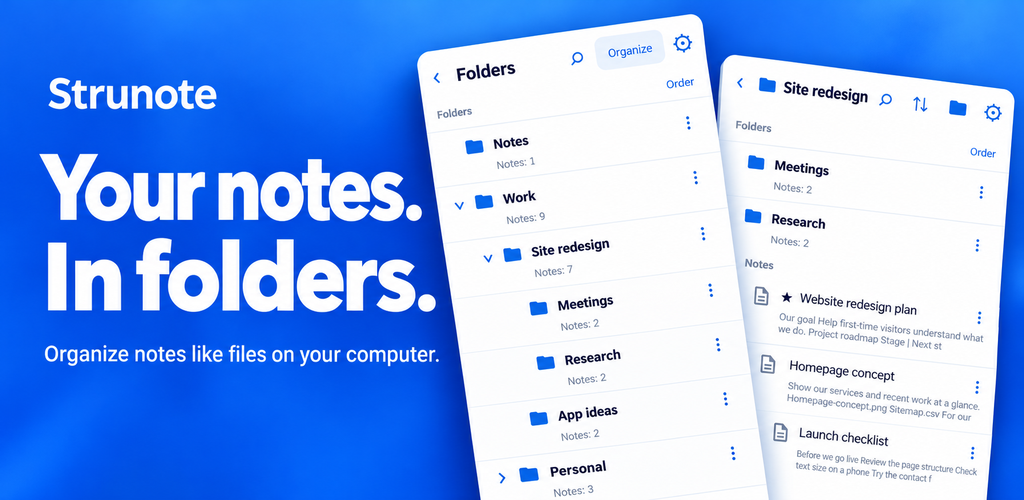 Strunote
Your notes.
In folders.
Organize notes like files on your computer.
Folders
Organize
Folders
Order
Notes
Notes: 1
Work
Notes: 9
Site redesign
Notes: 7
Meetings
Notes: 2
Research
Notes: 2
App ideas
Notes: 2
Personal
Notes: 3
Site redesign
Folders
Order
Meetings
Notes: 2
Research
Notes: 2
Notes
★ Website redesign plan
Our goal Help first-time visitors understand what
we do. Project roadmap Stage | Next st
Homepage concept
Show our services and recent work at a glance.
Homepage-concept.png Sitemap.csv For our
Launch checklist
Before we go live Review the page structure Check
text size on a phone Try the contact f